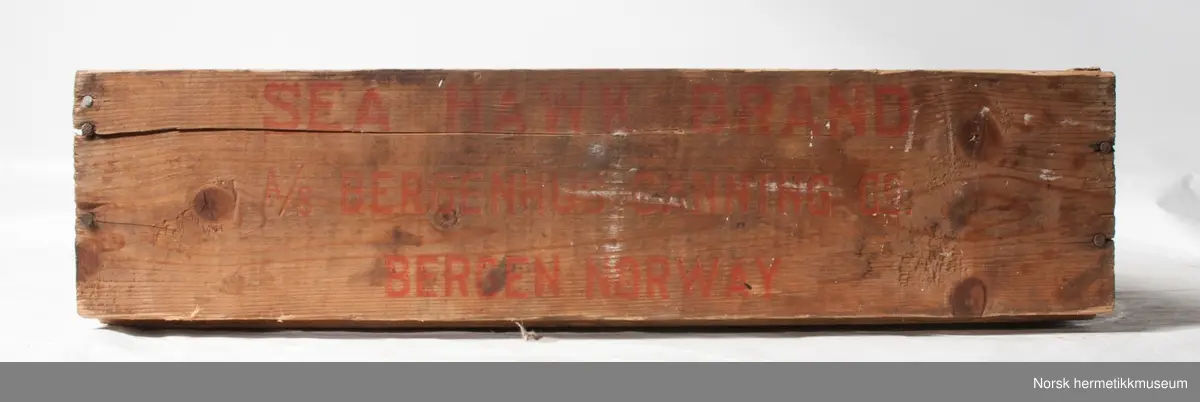 SEA HAWK BRAND
A/S BERGENHUS CANNING CO.
BERGEN NORWAY
Norsk hermetikkmuseum